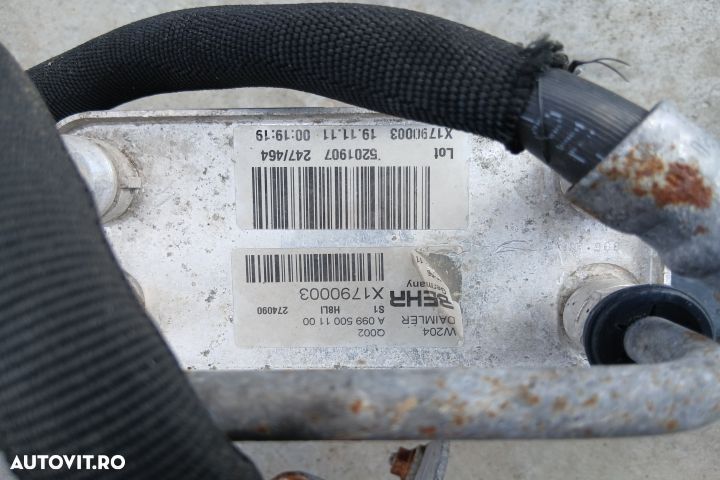 Lot 5201907 247/464
X1790003 19.11.11 00:19:19
W204
DAIMLER
Q002
A 099 500 11 00
S1 H8LI 274090
BEHR
Germany
X1790003
AUTOVIT.RO